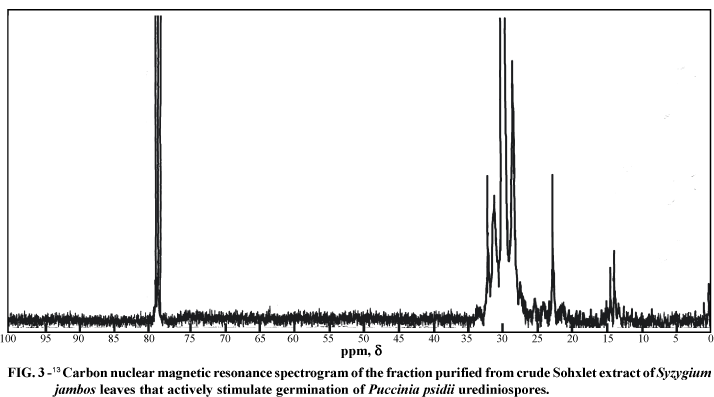 100 95 90 85 80 75 70 65 60 55 50 45 40 35 30 25 20 15 10 5 0
ppm, δ
FIG. 3 -¹³ Carbon nuclear magnetic resonance spectrogram of the fraction purified from crude Sohxlet extract of Syzygium
jambos leaves that actively stimulate germination of Puccinia psidii urediniospores.